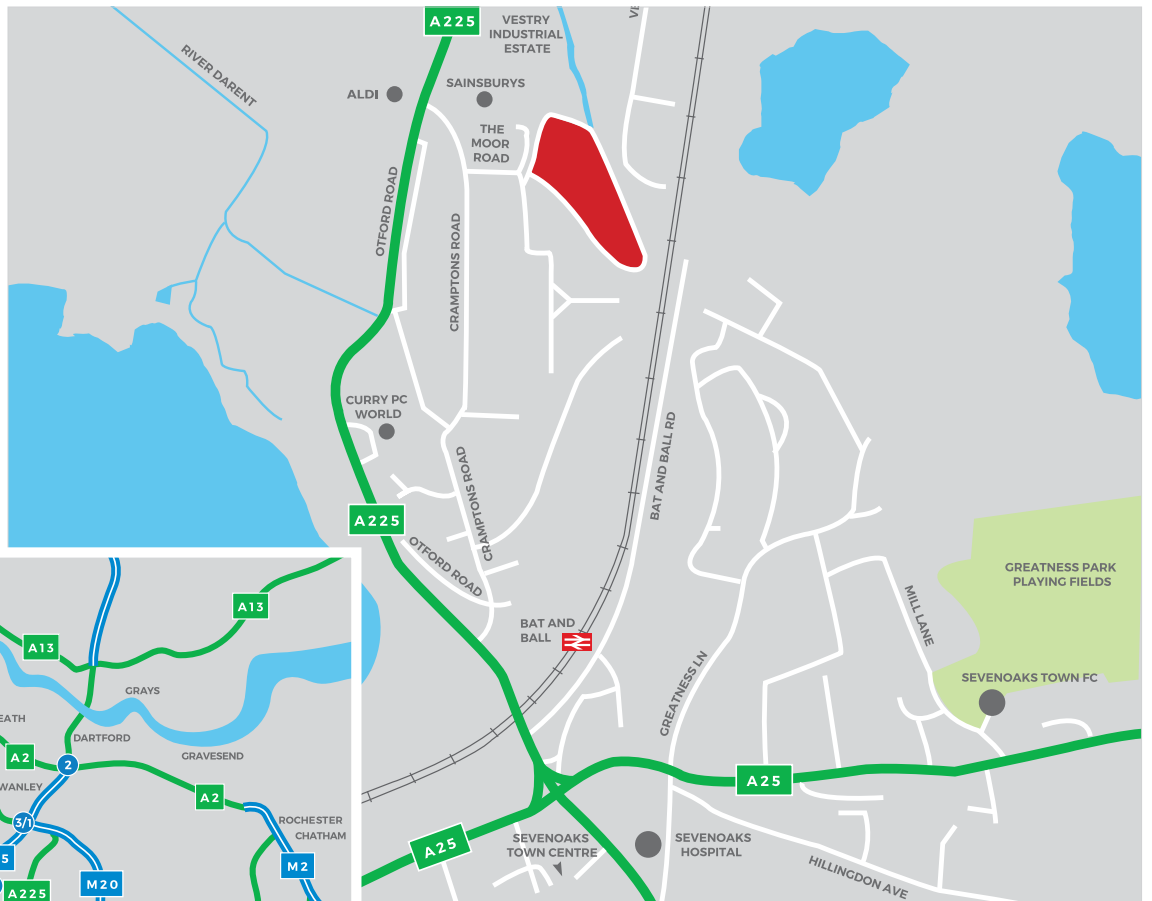 A225
VESTRY
INDUSTRIAL
ESTATE
RIVER DARENT
ALDI
SAINSBURYS
THE
MOOR
ROAD
OTFORD ROAD
CRAMPTONS ROAD
CURRY PC
WORLD
CRAMPTONS ROAD
BAT AND BALL RD
A225
OTFORD ROAD
GREATNESS PARK
PLAYING FIELDS
MILL LANE
BAT AND
BALL
GREATNESS LN
SEVENOAKS TOWN FC
A25
A25
SEVENOAKS
TOWN CENTRE
SEVENOAKS
HOSPITAL
HILLINGDON AVE
A13
A13
GRAYS
EATH
DARTFORD
GRAVESEND
A2
2
WANLEY
A2
3/1
ROCHESTER
CHATHAM
5
M2
M20
A225